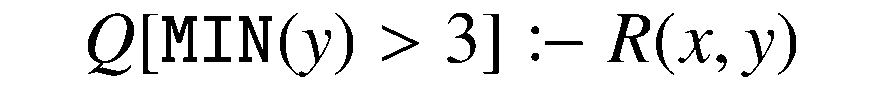 Q[MIN(y) > 3] :− R(x, y)